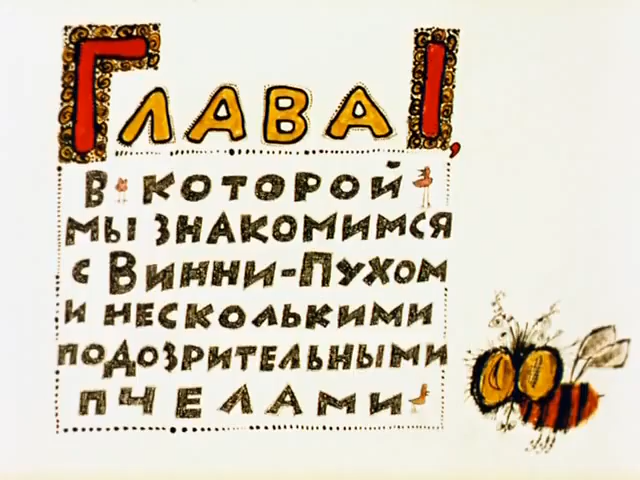 Глава I,
в которой
мы знакомимся
с Винни-Пухом
и несколькими
подозрительными
пчелами